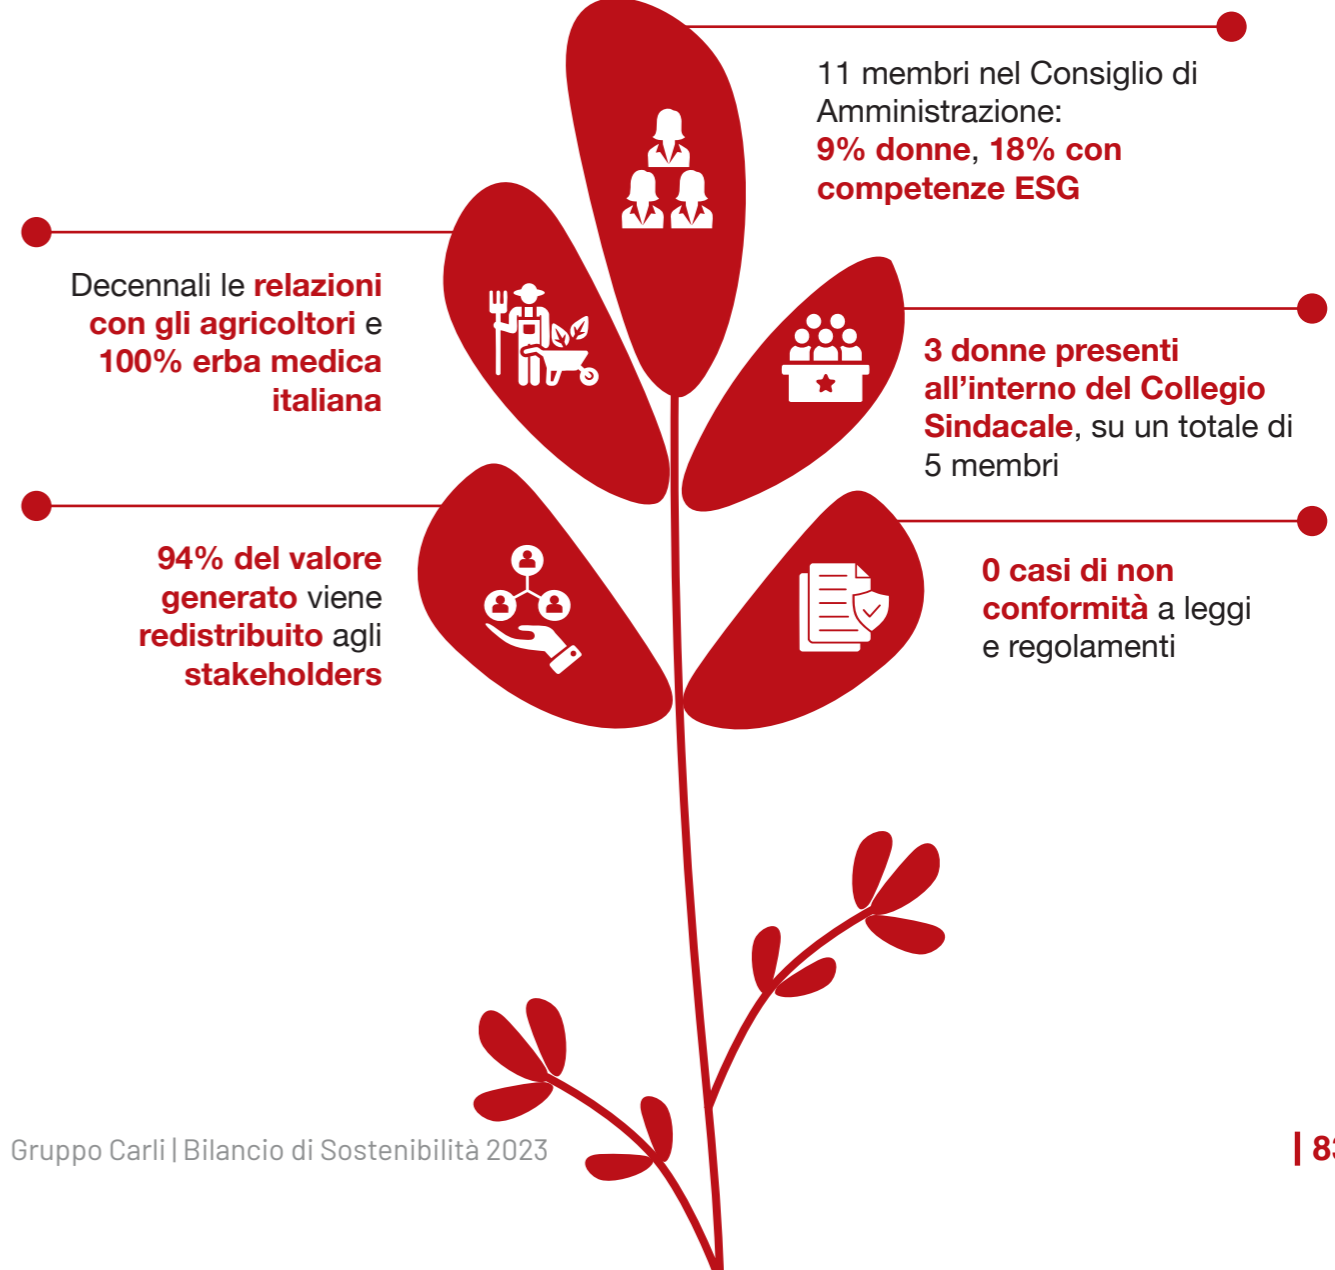 11 membri nel Consiglio di
Amministrazione:
9% donne, 18% con
competenze ESG
Decennali le relazioni
con gli agricoltori e
100% erba medica
italiana
3 donne presenti
all’interno del Collegio
Sindacale, su un totale di
5 membri
94% del valore
generato viene
redistribuito agli
stakeholders
0 casi di non
conformità a leggi
e regolamenti
Gruppo Carli | Bilancio di Sostenibilità 2023
| 83